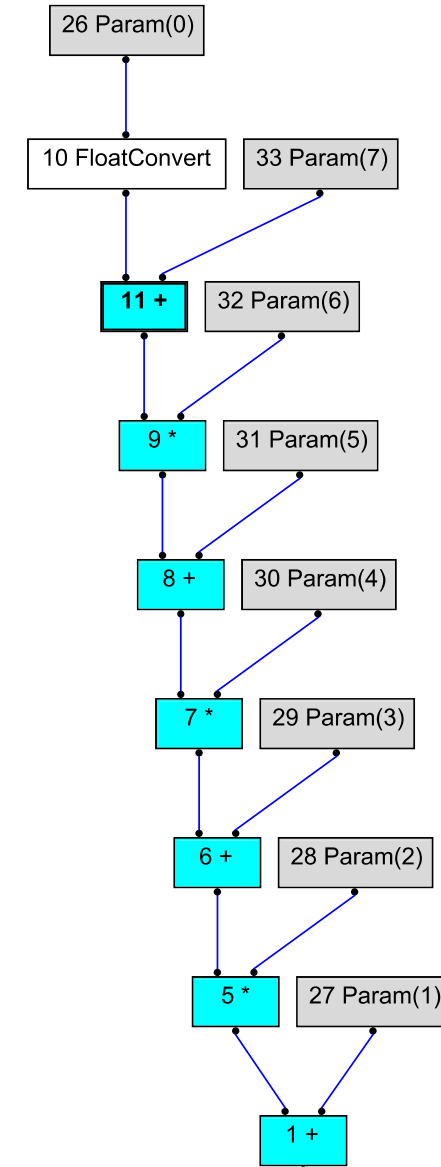 26 Param(0)
10 FloatConvert
33 Param(7)
11 +
32 Param(6)
9 *
31 Param(5)
8 +
30 Param(4)
7 *
29 Param(3)
6 +
28 Param(2)
5 *
27 Param(1)
1 +